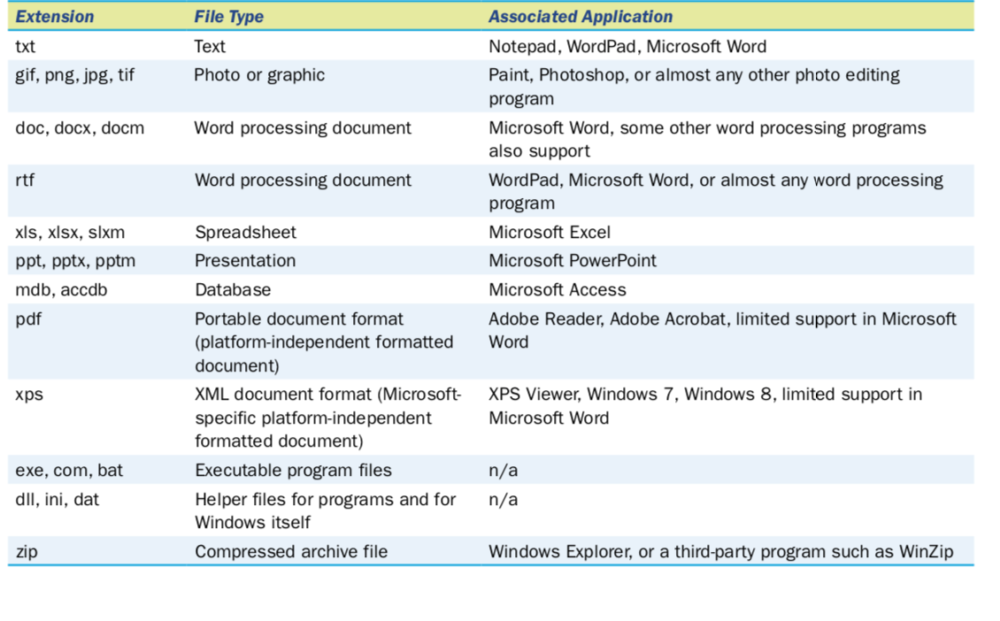 Extension File Type Associated Application
txt Text Notepad, WordPad, Microsoft Word
gif, png, jpg, tif Photo or graphic Paint, Photoshop, or almost any other photo editing
program
doc, docx, docm Word processing document Microsoft Word, some other word processing programs
also support
rtf Word processing document WordPad, Microsoft Word, or almost any word processing
program
xls, xlsx, slxm Spreadsheet Microsoft Excel
ppt, pptx, pptm Presentation Microsoft PowerPoint
mdb, accdb Database Microsoft Access
pdf Portable document format Adobe Reader, Adobe Acrobat, limited support in Microsoft
(platform-independent formatted Word
document)
xps XML document format (Microsoft- XPS Viewer, Windows 7, Windows 8, limited support in
specific platform-independent Microsoft Word
formatted document)
exe, com, bat Executable program files n/a
dll, ini, dat Helper files for programs and for n/a
Windows itself
zip Compressed archive file Windows Explorer, or a third-party program such as WinZip